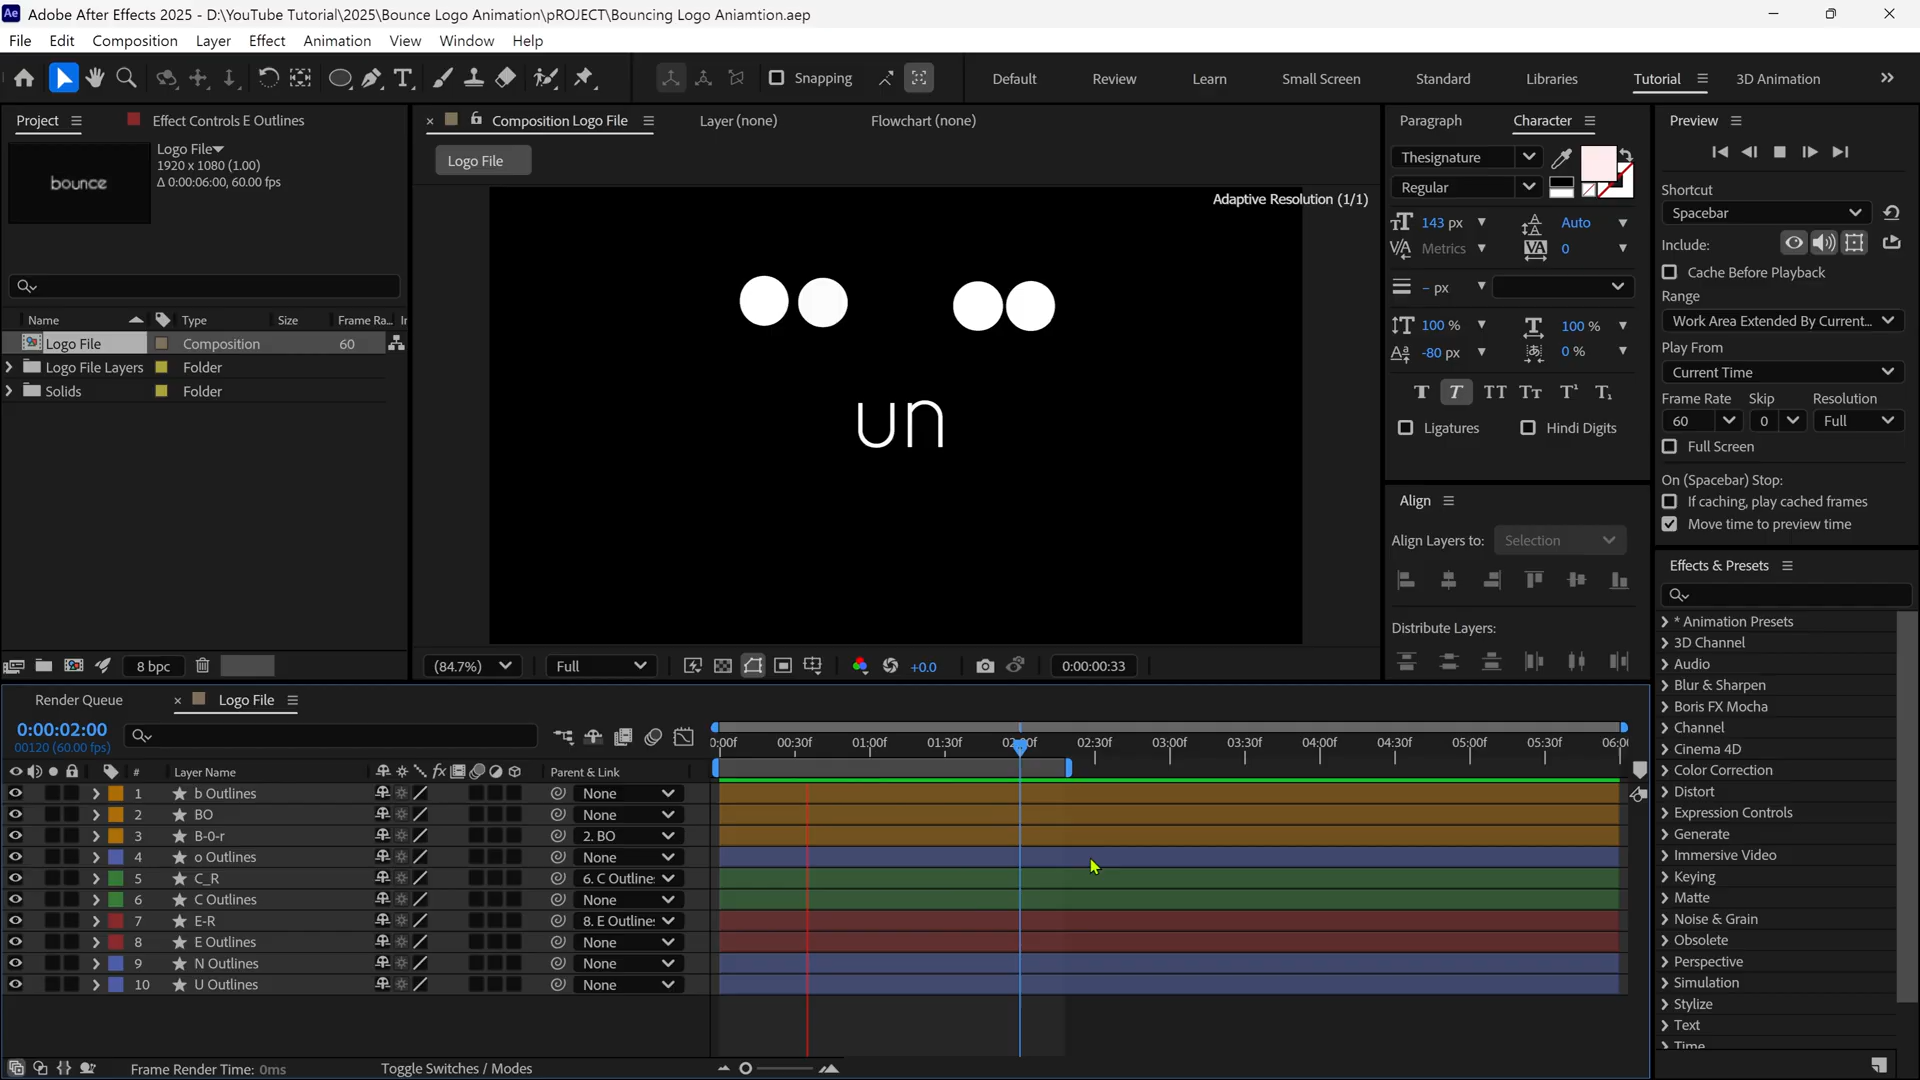 Adobe After Effects 2025 - D:\YouTube Tutorial\2025\Bounce Logo Animation\pROJECT\Bouncing Logo Aniamtion.aep
File Edit Composition Layer Effect Animation View Window Help
Snapping
Default Review Learn Small Screen Standard Libraries Tutorial 3D Animation
Project Effect Controls E Outlines
Logo File
1920 x 1080 (1.00)
Δ 0:00:06:00, 60.00 fps
bounce
Name Type Size Frame Ra...
Logo File Composition 60
Logo File Layers Folder
Solids Folder
8 bpc
Composition Logo File Layer (none) Flowchart (none)
Logo File
Adaptive Resolution (1/1)
un
(84.7%) Full +0.0 0:00:00:33
Paragraph Character
Thesignature
Regular
143 px Auto
Metrics 0
- px
100 % 100 %
-80 px 0 %
T T TT Tт T¹ T₁
Ligatures Hindi Digits
Align
Align Layers to: Selection
Distribute Layers:
Preview
Shortcut
Spacebar
Include:
Cache Before Playback
Range
Work Area Extended By Current...
Play From
Current Time
Frame Rate Skip Resolution
60 0 Full
Full Screen
On (Spacebar) Stop:
If caching, play cached frames
Move time to preview time
Effects & Presets
* Animation Presets
3D Channel
Audio
Blur & Sharpen
Boris FX Mocha
Channel
Cinema 4D
Color Correction
Distort
Expression Controls
Generate
Immersive Video
Keying
Matte
Noise & Grain
Obsolete
Perspective
Simulation
Stylize
Text
Time
Render Queue Logo File
0:00:02:00
00120 (60.00 fps)
0:00f 00:30f 01:00f 01:30f 02:00f 02:30f 03:00f 03:30f 04:00f 04:30f 05:00f 05:30f 06:00
# Layer Name Parent & Link
1 b Outlines None
2 BO None
3 B-0-r 2. BO
4 o Outlines None
5 C_R 6. C Outline:
6 C Outlines None
7 E-R 8. E Outline:
8 E Outlines None
9 N Outlines None
10 U Outlines None
Frame Render Time: 0ms Toggle Switches / Modes